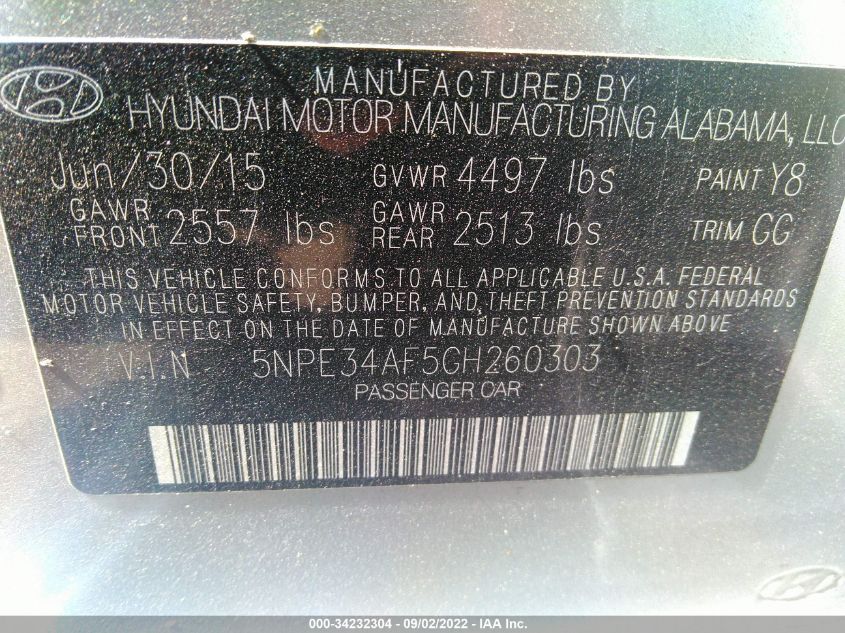 MANUFACTURED BY
HYUNDAI MOTOR MANUFACTURING ALABAMA, LLC
Jun/30/15 GVWR 4497 lbs PAINT Y8
GAWR FRONT 2557 lbs GAWR REAR 2513 lbs TRIM GG
THIS VEHICLE CONFORMS TO ALL APPLICABLE U.S.A. FEDERAL
MOTOR VEHICLE SAFETY, BUMPER, AND THEFT PREVENTION STANDARDS
IN EFFECT ON THE DATE OF MANUFACTURE SHOWN ABOVE.
V.I.N 5NPE34AF5GH260303
PASSENGER CAR
000-34232304 - 09/02/2022 - IAA Inc.